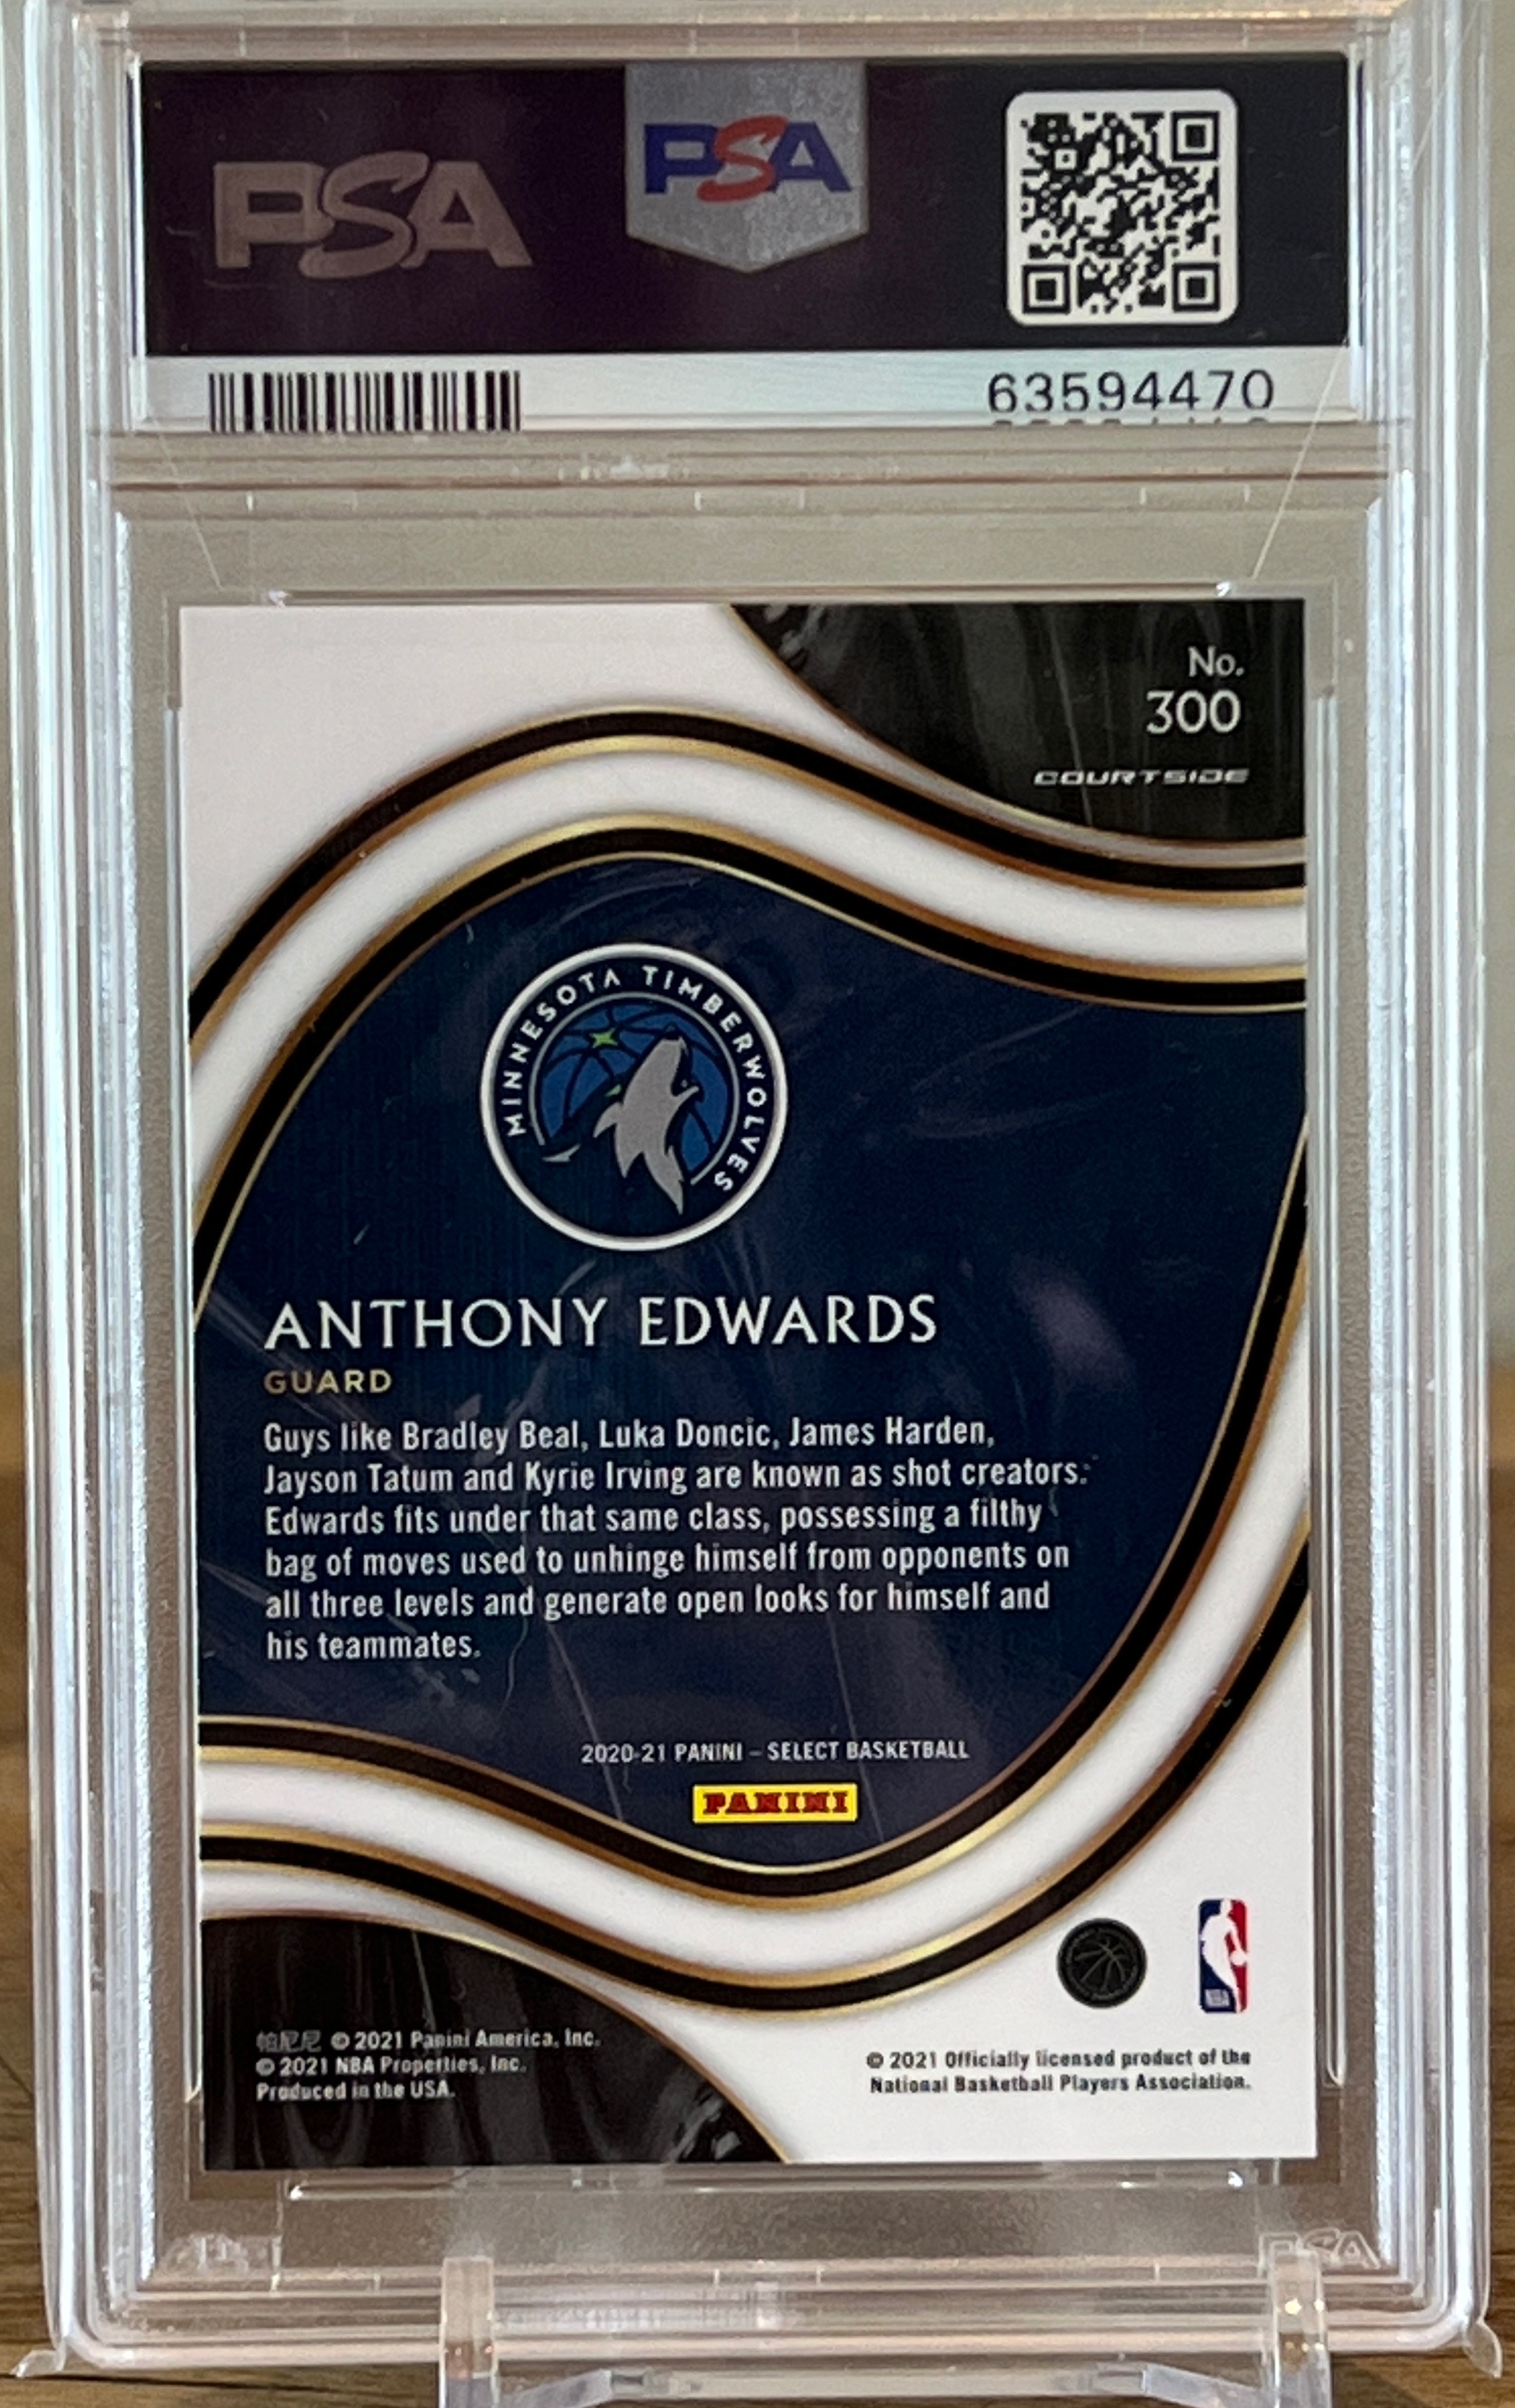 PSA
PSA
63594470
No.
300
COURTSIDE
MINNESOTA TIMBERWOLVES
ANTHONY EDWARDS
GUARD
Guys like Bradley Beal, Luka Doncic, James Harden,
Jayson Tatum and Kyrie Irving are known as shot creators.
Edwards fits under that same class, possessing a filthy
bag of moves used to unhinge himself from opponents on
all three levels and generate open looks for himself and
his teammates.
2020-21 PANINI – SELECT BASKETBALL
PANINI
帕尼尼 © 2021 Panini America, Inc.
© 2021 NBA Properties, Inc.
Produced in the USA.
© 2021 Officially licensed product of the
National Basketball Players Association.
PSA